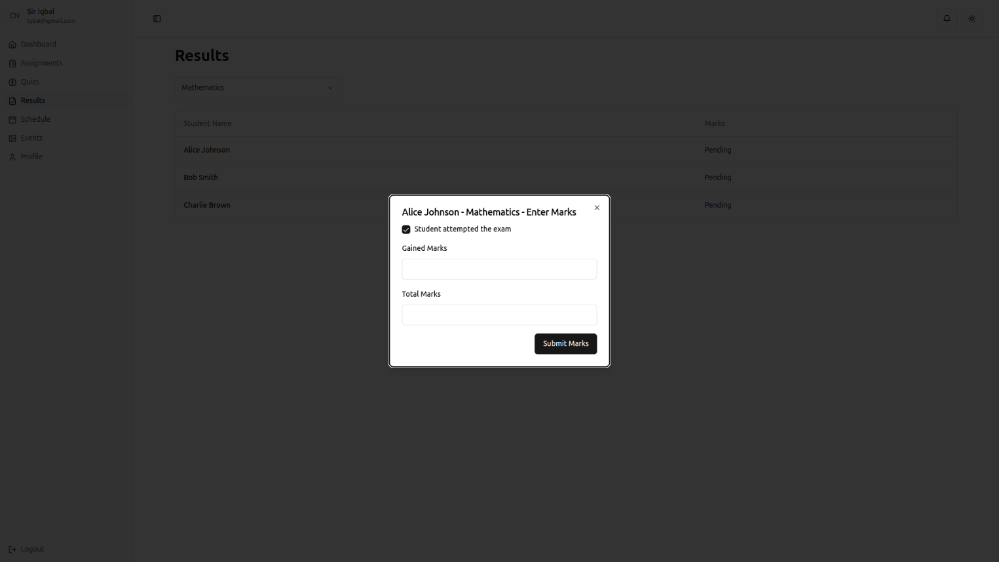 CN
Sir Iqbal
Iqbal@gmail.com
Dashboard
Assignments
Quizs
Results
Schedule
Events
Profile
Logout
Results
Mathematics
Student Name Marks
Alice Johnson Pending
Bob Smith Pending
Charlie Brown Pending
Alice Johnson - Mathematics - Enter Marks
Student attempted the exam
Gained Marks
Total Marks
Submit Marks